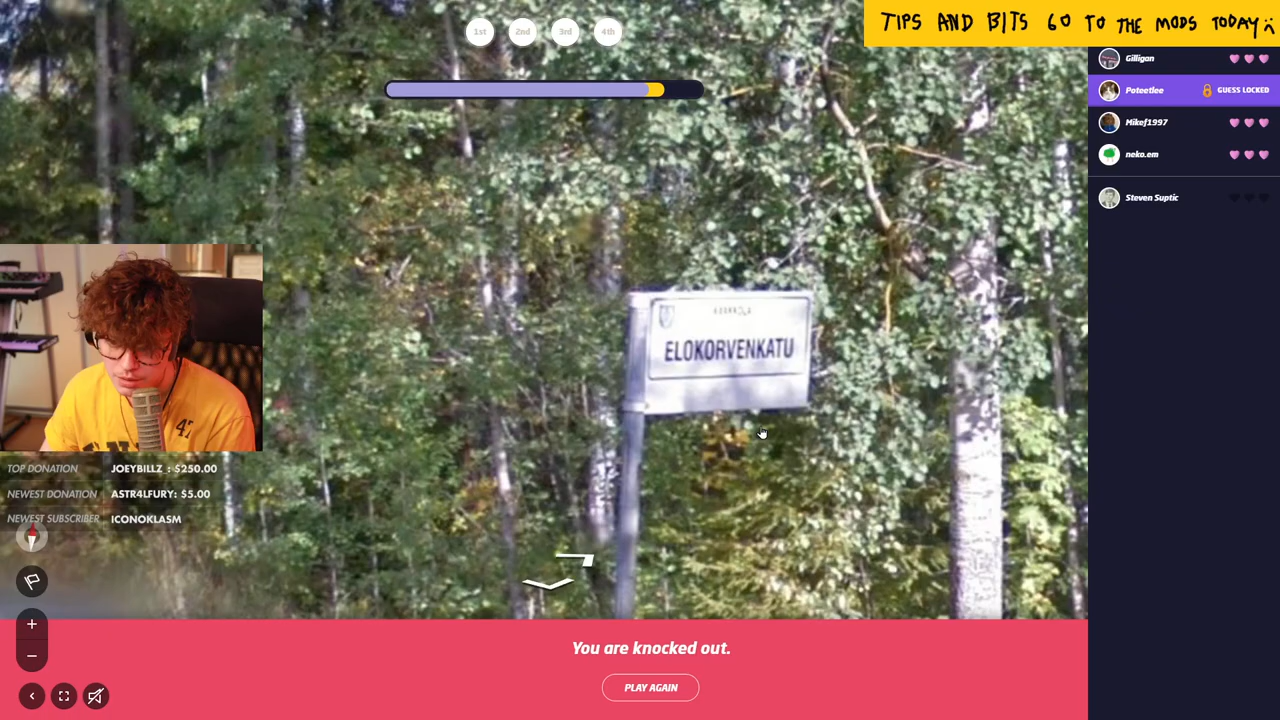 1st 2nd 3rd 4th
TIPS AND BITS GO TO THE MODS TODAY :)
Gilligan
Poteetlee GUESS LOCKED
Mikef1997
neko.em
Steven Suptic
ELOKORVENKATU
47
TOP DONATION JOEYBILLZ : $250.00
NEWEST DONATION ASTR4LFURY: $5.00
NEWEST SUBSCRIBER ICONOKLASM
You are knocked out.
PLAY AGAIN